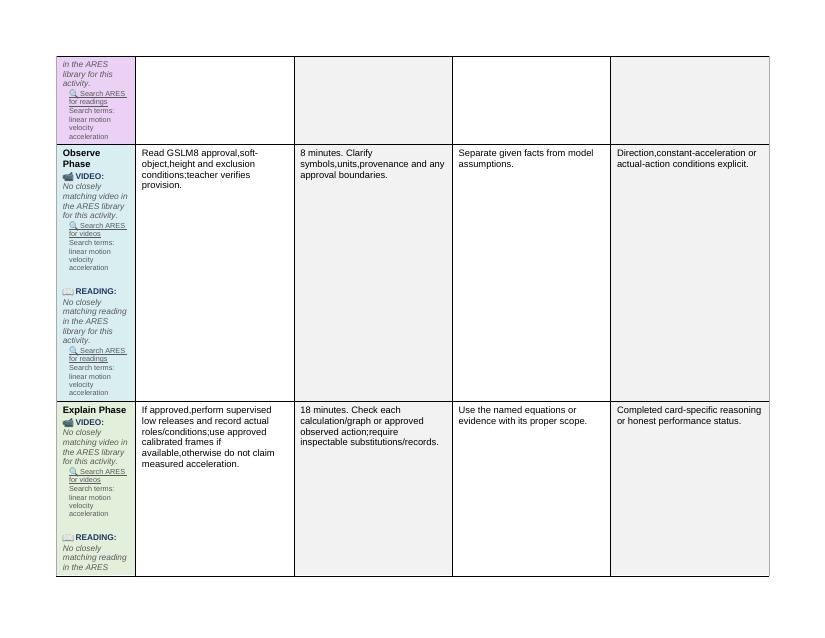 in the ARES
library for this
activity.
🔍 Search ARES
for readings
Search terms:
linear motion
velocity
acceleration
Observe
Phase
📹 VIDEO:
No closely
matching video in
the ARES library
for this activity.
🔍 Search ARES
for videos
Search terms:
linear motion
velocity
acceleration
📖 READING:
No closely
matching reading
in the ARES
library for this
activity.
🔍 Search ARES
for readings
Search terms:
linear motion
velocity
acceleration
Read GSLM8 approval,soft-
object,height and exclusion
conditions;teacher verifies
provision.
8 minutes. Clarify
symbols,units,provenance and any
approval boundaries.
Separate given facts from model
assumptions.
Direction,constant-acceleration or
actual-action conditions explicit.
Explain Phase
📹 VIDEO:
No closely
matching video in
the ARES library
for this activity.
🔍 Search ARES
for videos
Search terms:
linear motion
velocity
acceleration
📖 READING:
No closely
matching reading
in the ARES
If approved,perform supervised
low releases and record actual
roles/conditions;use approved
calibrated frames if
available,otherwise do not claim
measured acceleration.
18 minutes. Check each
calculation/graph or approved
observed action;require
inspectable substitutions/records.
Use the named equations or
evidence with its proper scope.
Completed card-specific reasoning
or honest performance status.